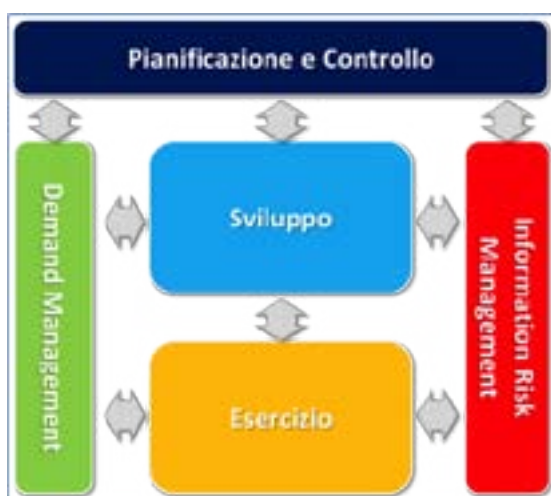 Pianificazione e Controllo
Demand Management
Sviluppo
Information Risk
Management
Esercizio